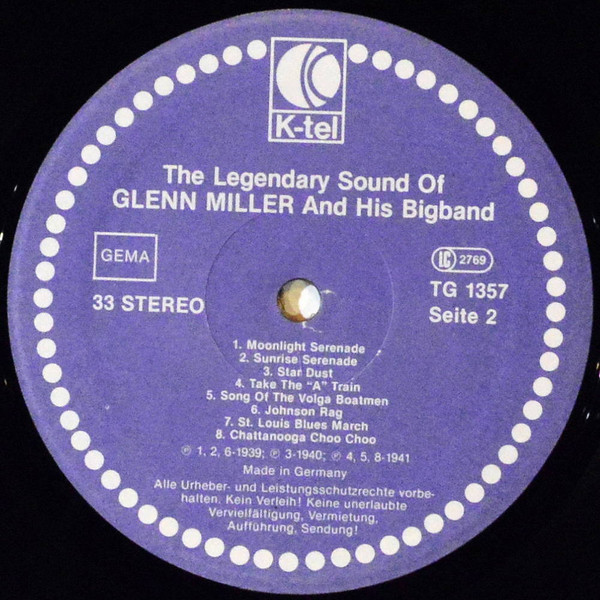 K-tel
The Legendary Sound Of
GLENN MILLER And His Bigband
GEMA
LC 2769
33 STEREO
TG 1357
Seite 2
1. Moonlight Serenade
2. Sunrise Serenade
3. Star Dust
4. Take The "A" Train
5. Song Of The Volga Boatmen
6. Johnson Rag
7. St. Louis Blues March
8. Chattanooga Choo Choo
℗ 1, 2, 6-1939; ℗ 3-1940; ℗ 4, 5, 8-1941
Made in Germany
Alle Urheber- und Leistungsschutzrechte vorbe-
halten. Kein Verleih! Keine unerlaubte
Vervielfältigung, Vermietung,
Aufführung, Sendung!